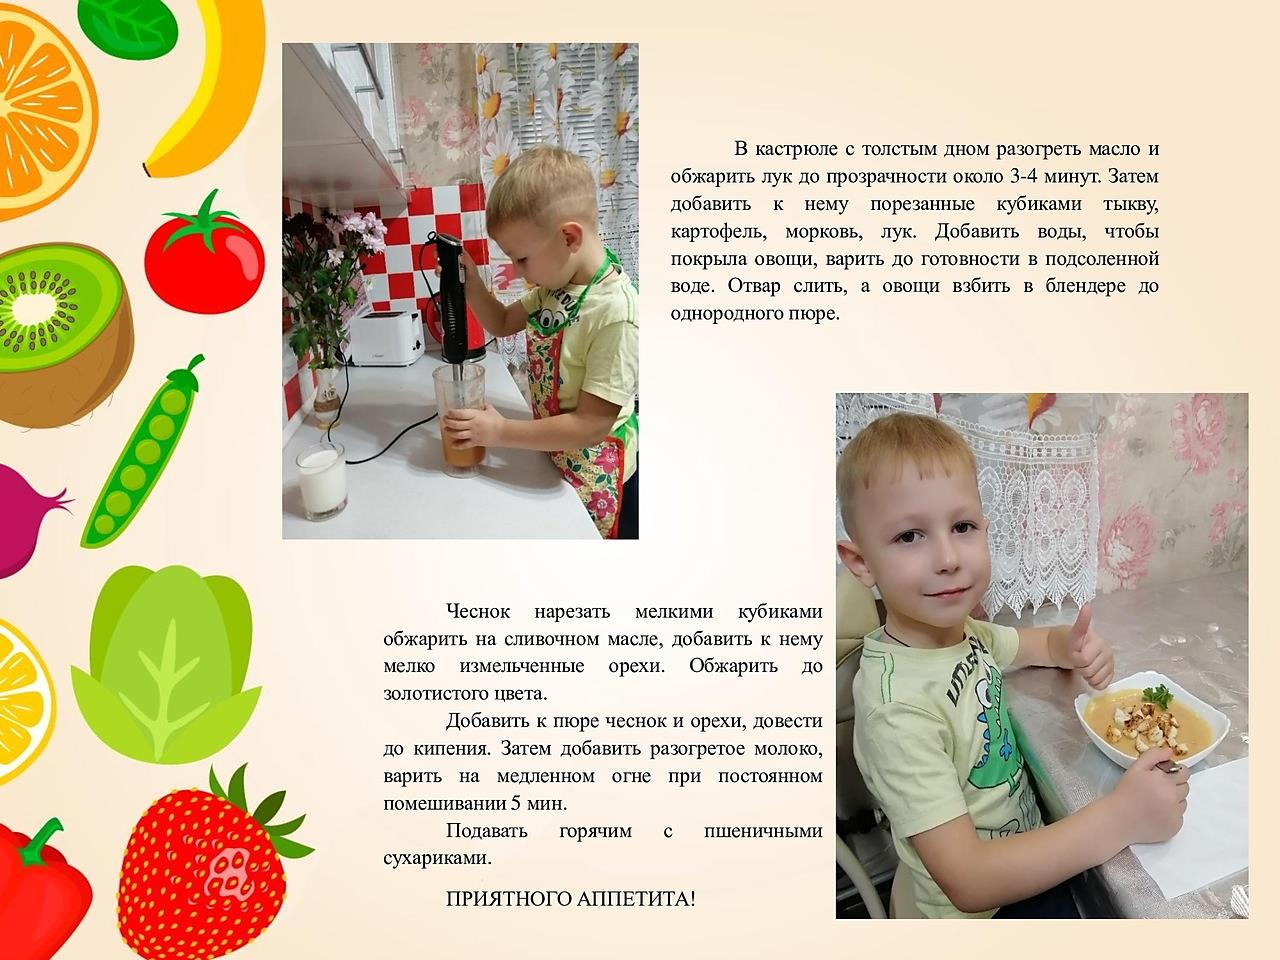 В кастрюле с толстым дном разогреть масло и
обжарить лук до прозрачности около 3-4 минут. Затем
добавить к нему порезанные кубиками тыкву,
картофель, морковь, лук. Добавить воды, чтобы
покрыла овощи, варить до готовности в подсоленной
воде. Отвар слить, а овощи взбить в блендере до
однородного пюре.
Чеснок нарезать мелкими кубиками
обжарить на сливочном масле, добавить к нему
мелко измельченные орехи. Обжарить до
золотистого цвета.
Добавить к пюре чеснок и орехи, довести
до кипения. Затем добавить разогретое молоко,
варить на медленном огне при постоянном
помешивании 5 мин.
Подавать горячим с пшеничными
сухариками.
ПРИЯТНОГО АППЕТИТА!